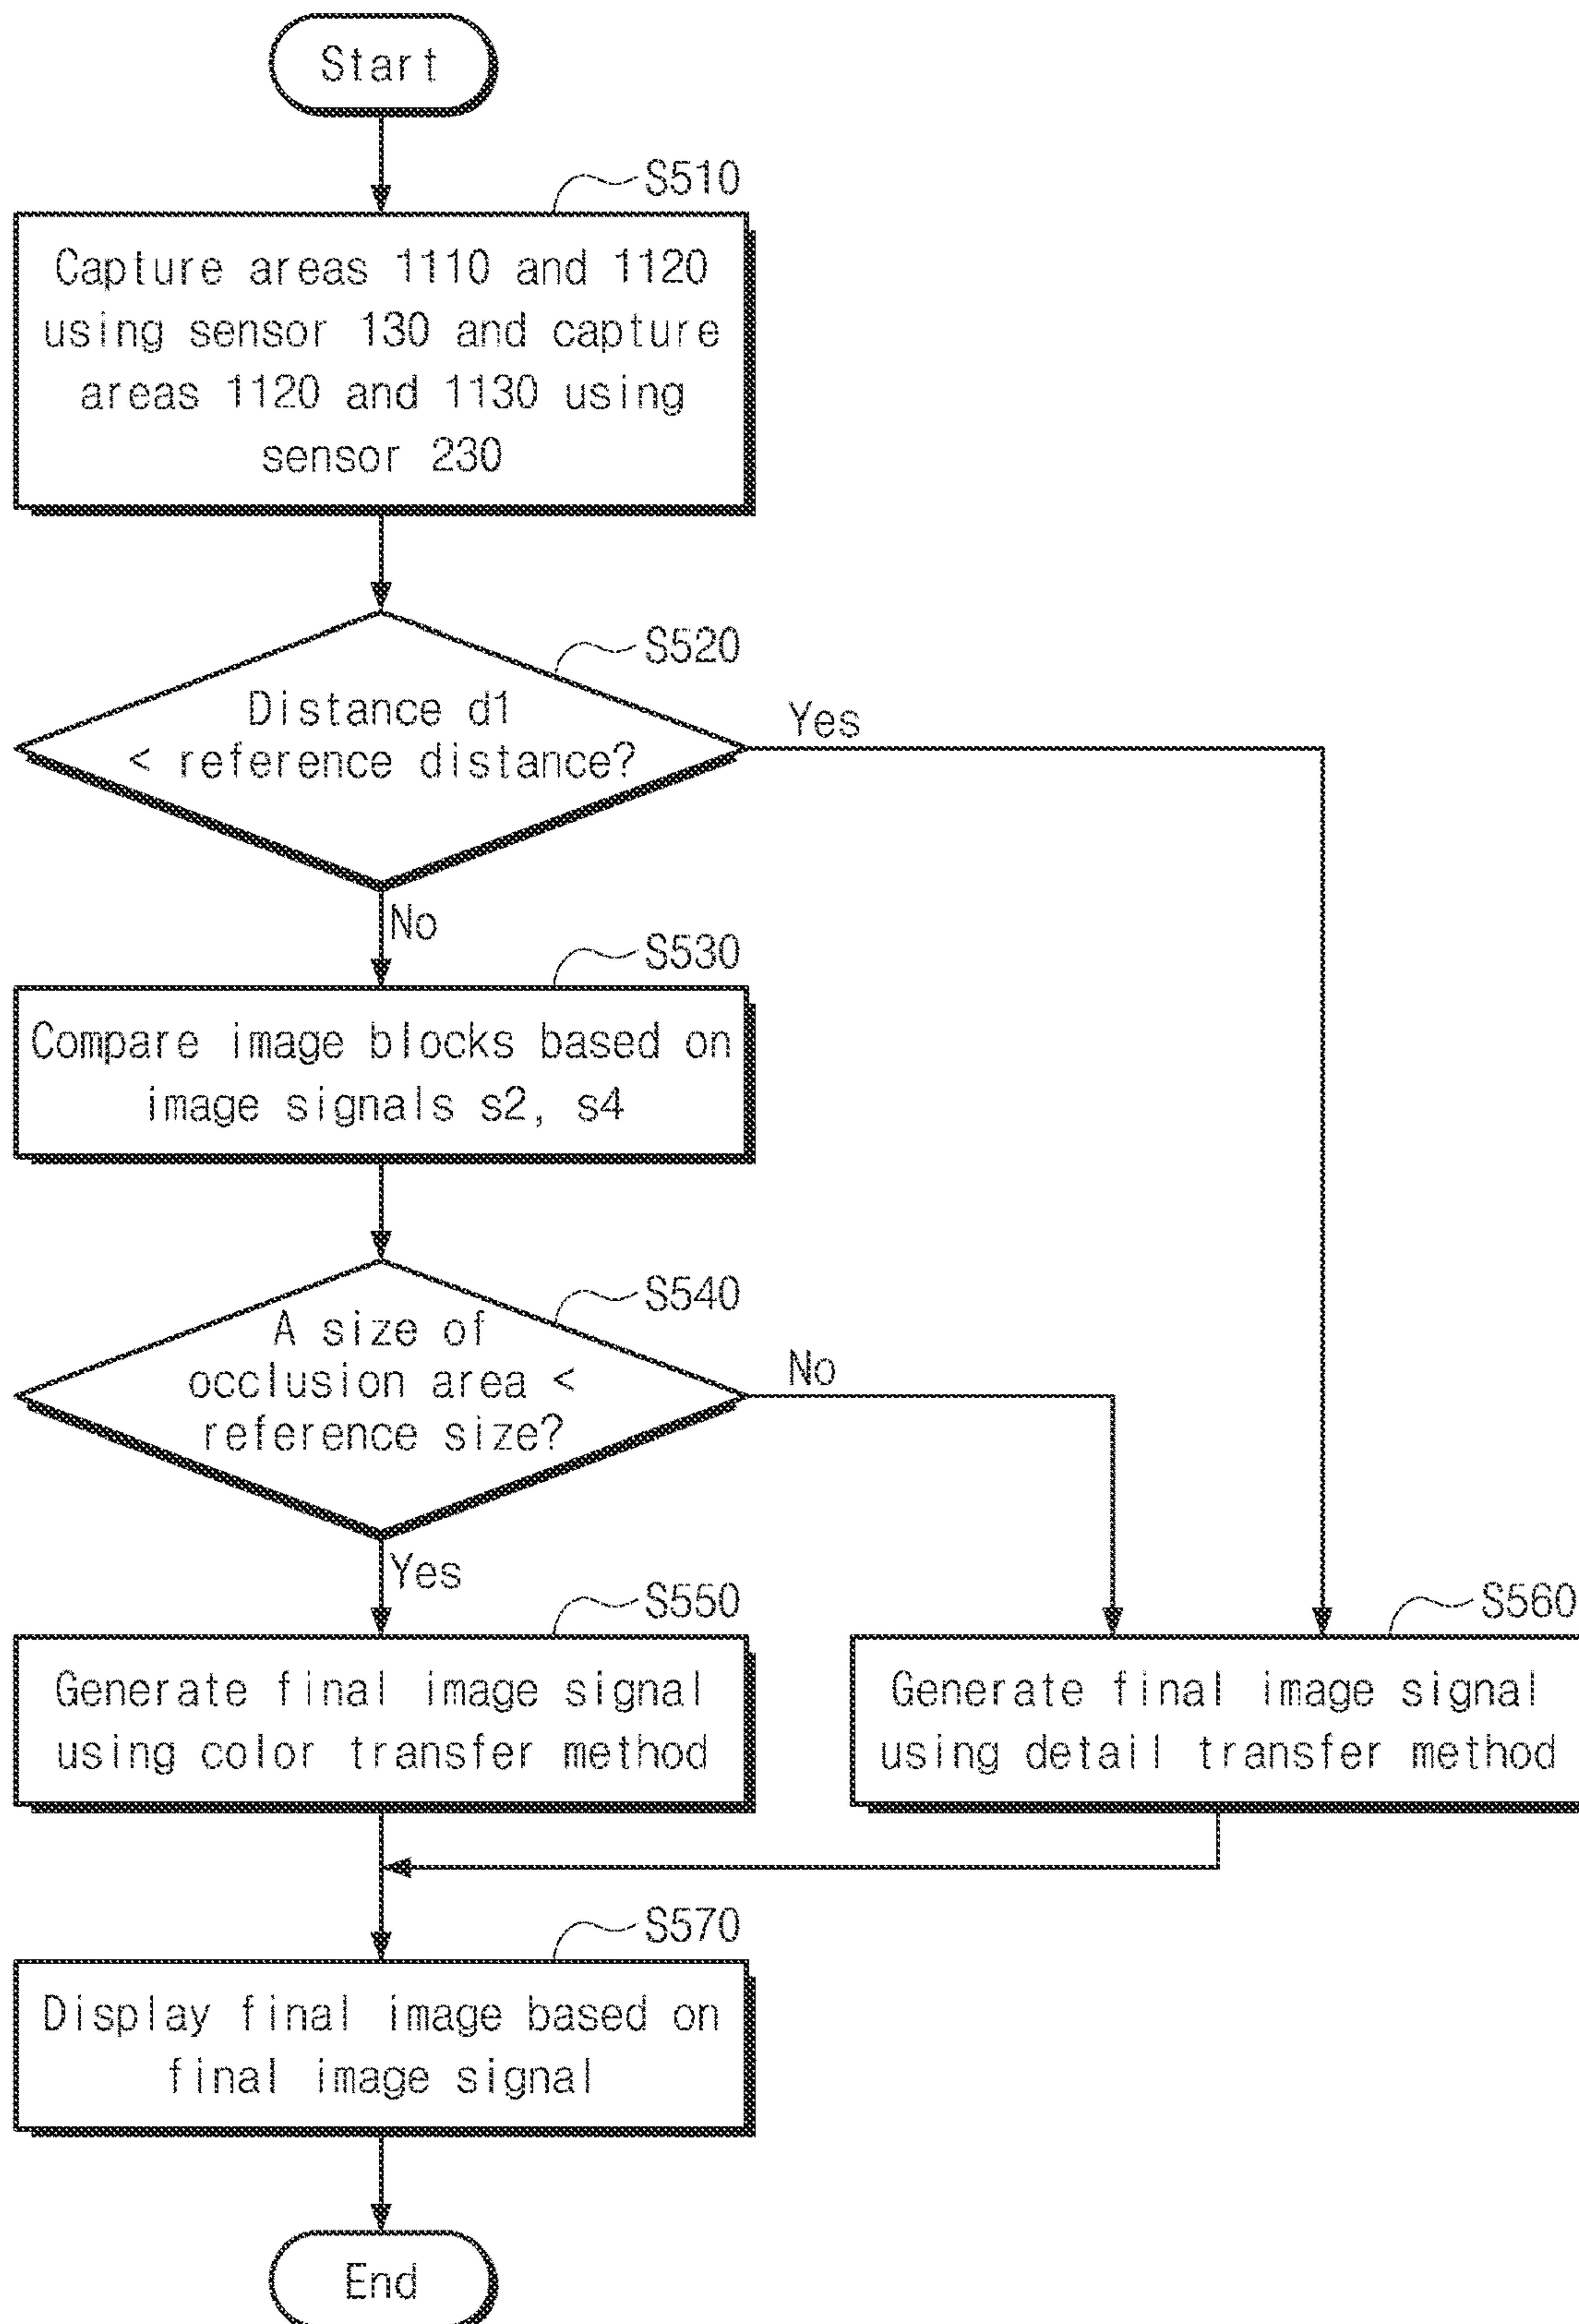 Start
S510
Capture areas 1110 and 1120
using sensor 130 and capture
areas 1120 and 1130 using
sensor 230
S520
Distance d1
< reference distance?
Yes
No
S530
Compare image blocks based on
image signals s2, s4
S540
A size of
occlusion area <
reference size?
No
Yes
S550
Generate final image signal
using color transfer method
S560
Generate final image signal
using detail transfer method
S570
Display final image based on
final image signal
End